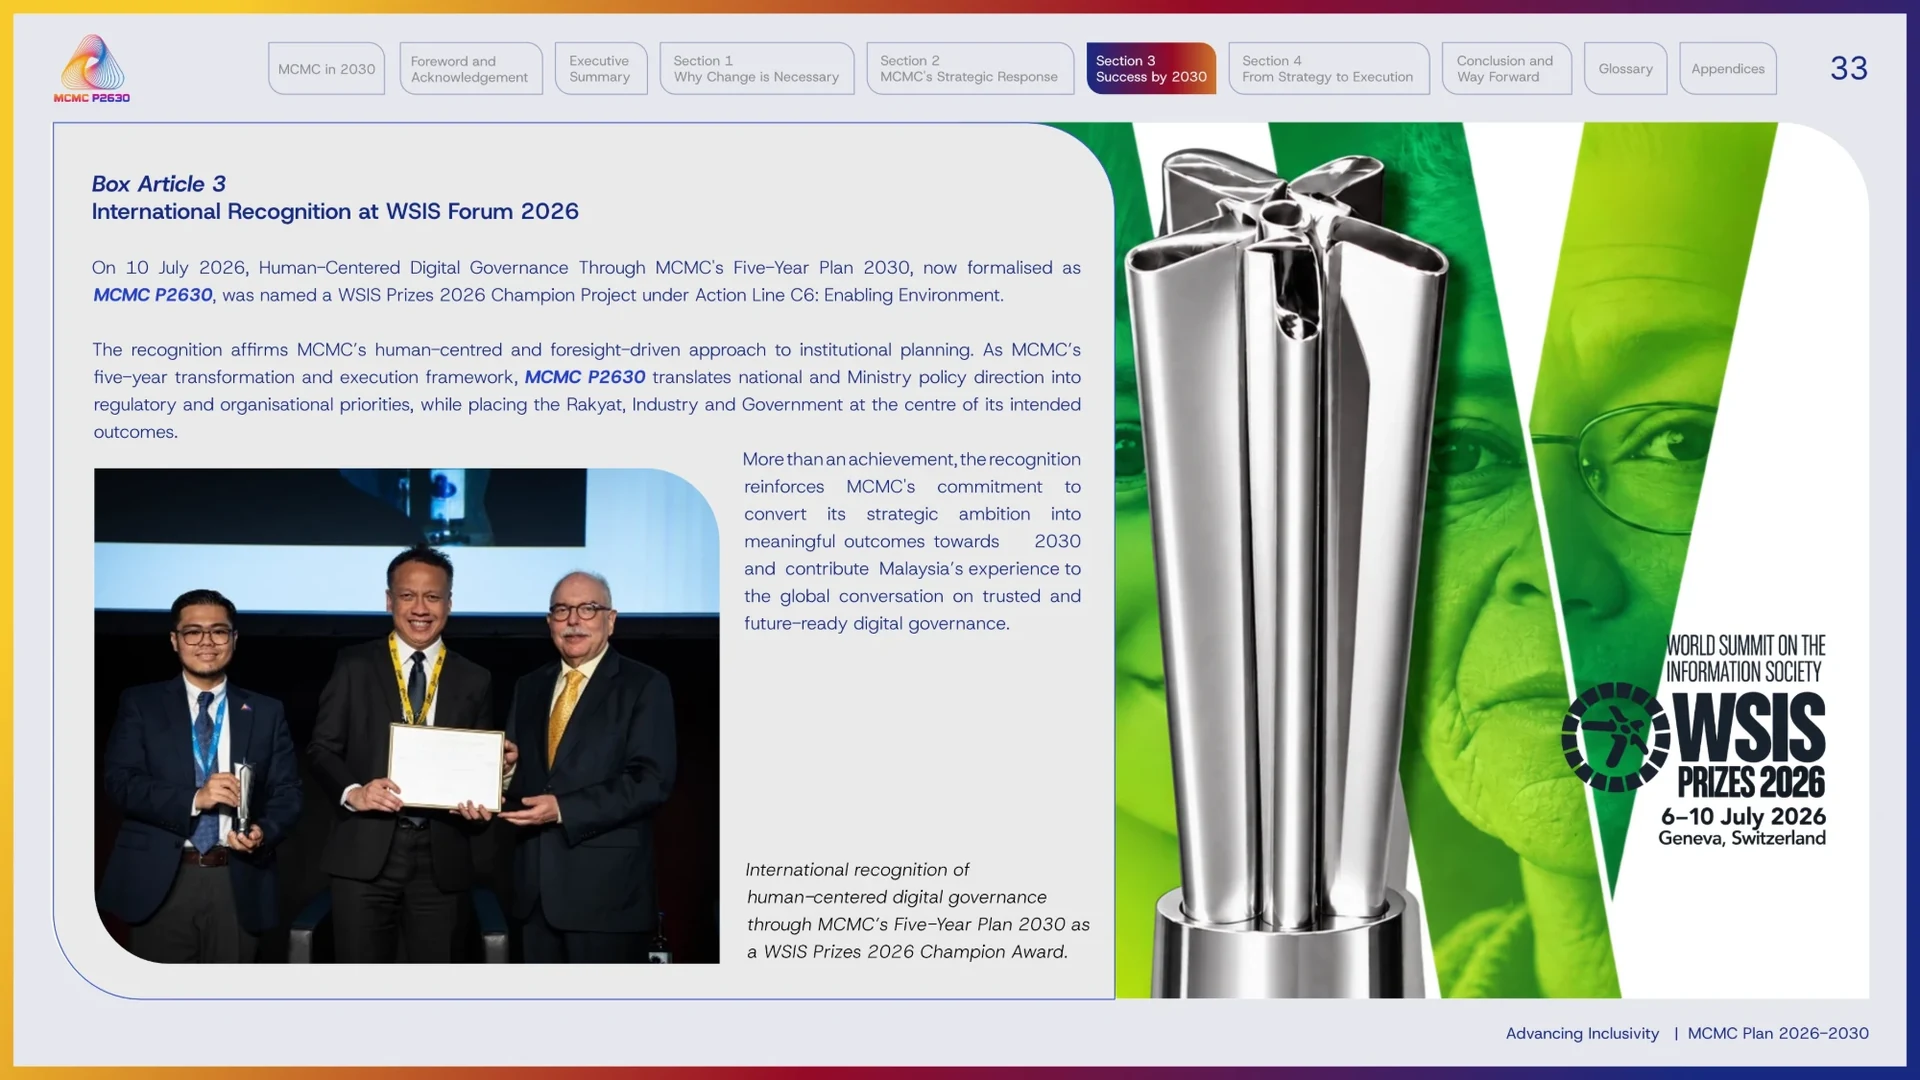 MCMC P2630
MCMC in 2030
Foreword and
Acknowledgement
Executive
Summary
Section 1
Why Change is Necessary
Section 2
MCMC's Strategic Response
Section 3
Success by 2030
Section 4
From Strategy to Execution
Conclusion and
Way Forward
Glossary
Appendices
33
Box Article 3
International Recognition at WSIS Forum 2026
On 10 July 2026, Human-Centered Digital Governance Through MCMC's Five-Year Plan 2030, now formalised as
MCMC P2630, was named a WSIS Prizes 2026 Champion Project under Action Line C6: Enabling Environment.
The recognition affirms MCMC's human-centred and foresight-driven approach to institutional planning. As MCMC's
five-year transformation and execution framework, MCMC P2630 translates national and Ministry policy direction into
regulatory and organisational priorities, while placing the Rakyat, Industry and Government at the centre of its intended
outcomes.
More than an achievement, the recognition
reinforces MCMC's commitment to
convert its strategic ambition into
meaningful outcomes towards 2030
and contribute Malaysia's experience to
the global conversation on trusted and
future-ready digital governance.
International recognition of
human-centered digital governance
through MCMC's Five-Year Plan 2030 as
a WSIS Prizes 2026 Champion Award.
WORLD SUMMIT ON THE
INFORMATION SOCIETY
WSIS
PRIZES 2026
6–10 July 2026
Geneva, Switzerland
Advancing Inclusivity | MCMC Plan 2026-2030